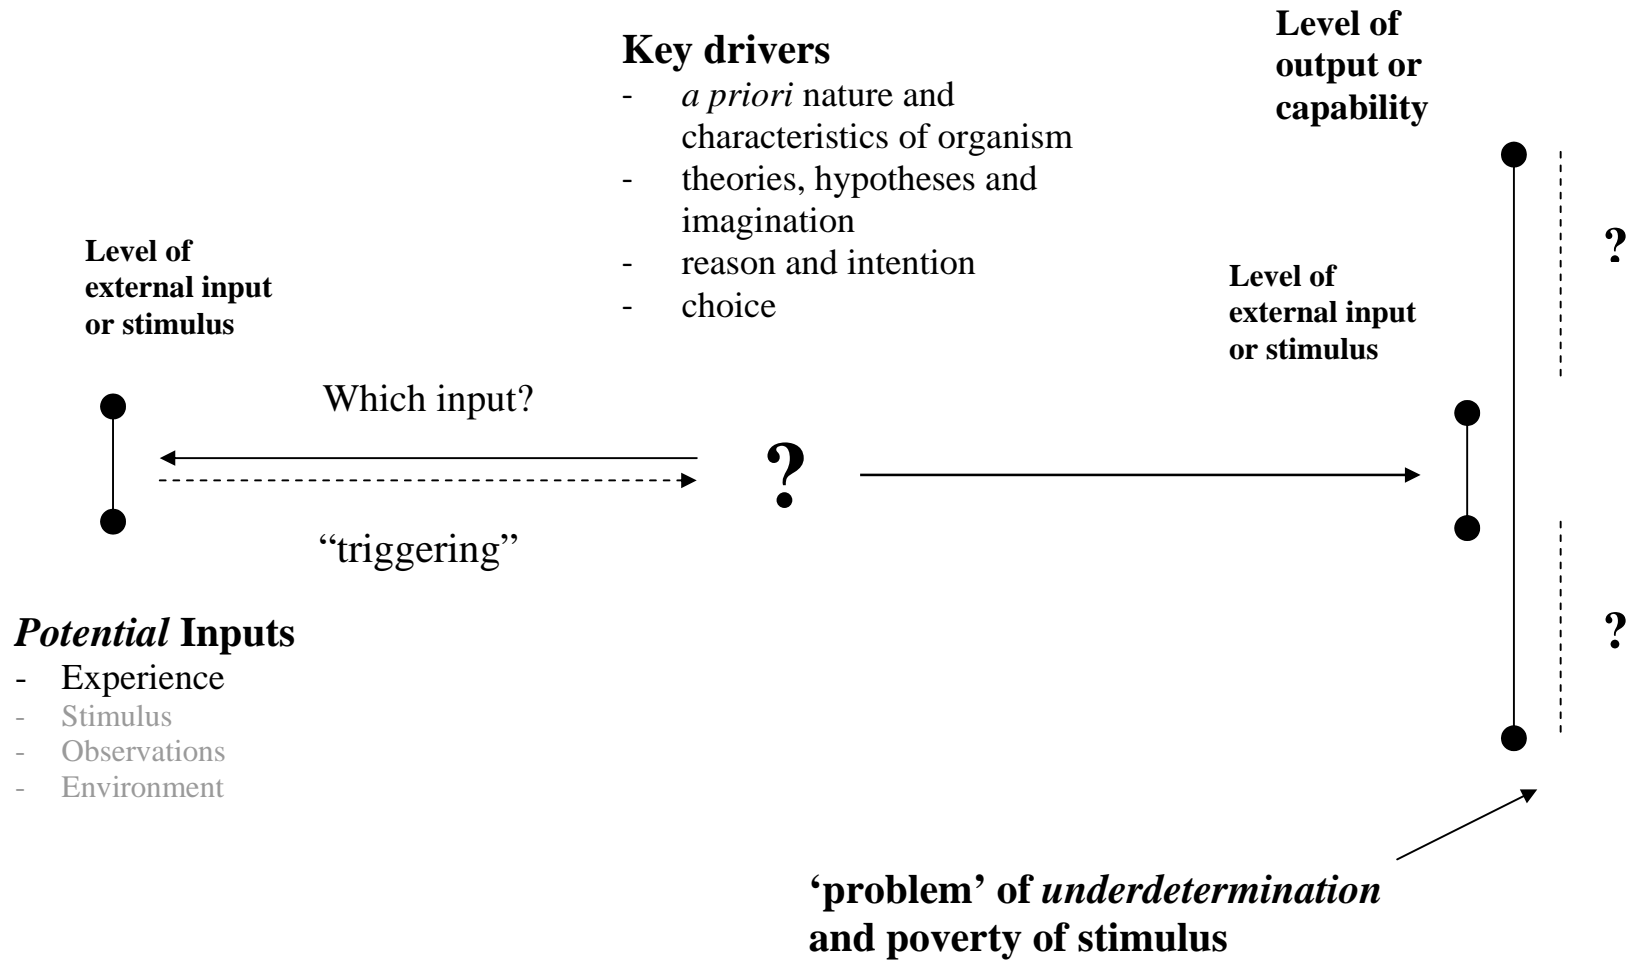 Key drivers
- a priori nature and
characteristics of organism
- theories, hypotheses and
imagination
- reason and intention
- choice
Level of
output or
capability
Level of
external input
or stimulus
Level of
external input
or stimulus
?
Which input?
?
“triggering”
Potential Inputs
- Experience
- Stimulus
- Observations
- Environment
?
‘problem’ of underdetermination
and poverty of stimulus